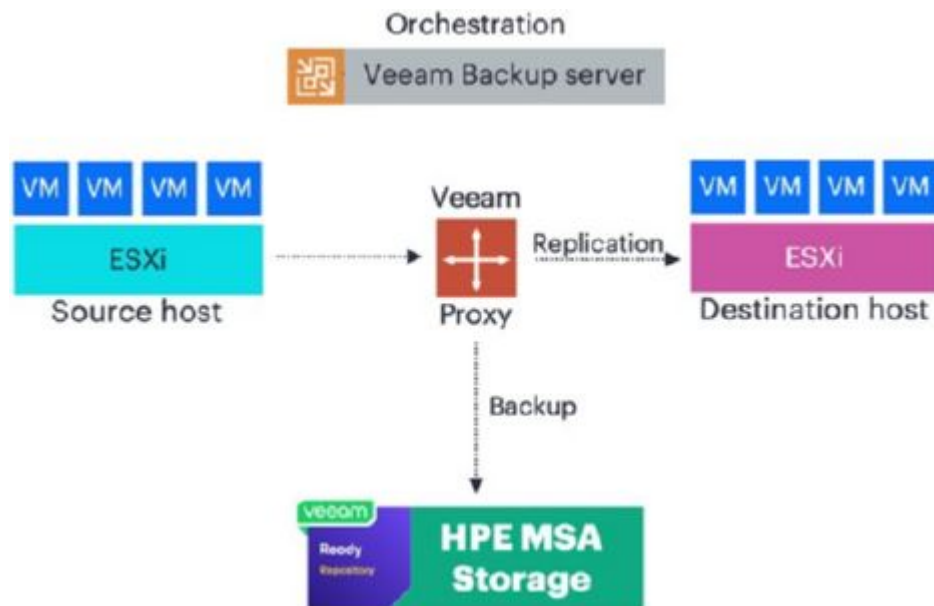 Orchestration
Veeam Backup server
VM VM VM VM
VM VM VM VM
ESXi
Source host
Veeam
Proxy
Replication
ESXi
Destination host
Backup
veeam
Ready
Repository
HPE MSA
Storage